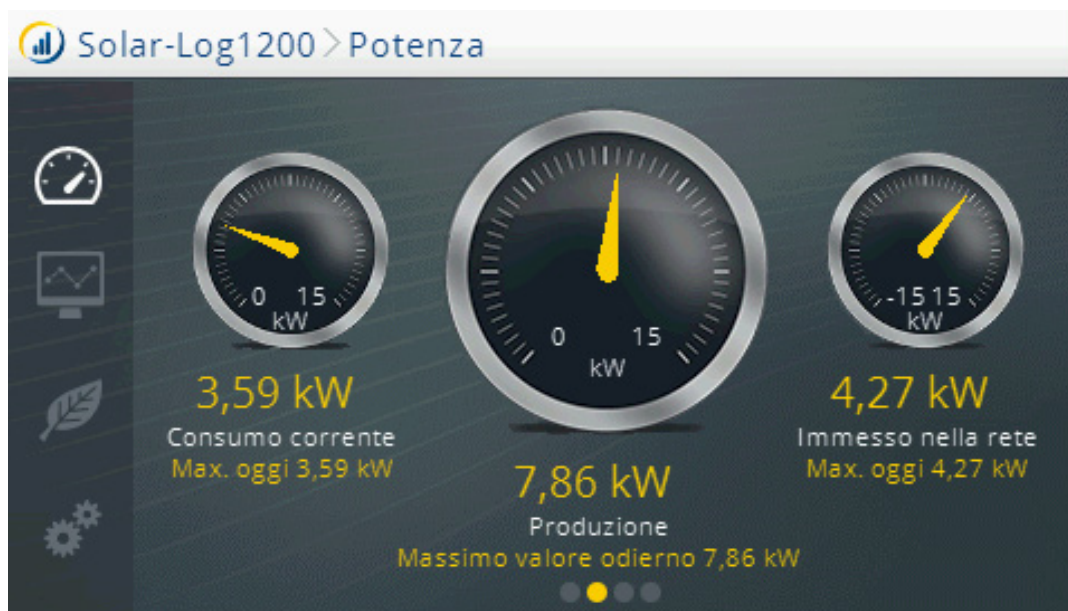 Solar-Log1200 > Potenza
0 15
kW
3,59 kW
Consumo corrente
Max. oggi 3,59 kW
0 15
kW
7,86 kW
Produzione
Massimo valore odierno 7,86 kW
-15 15
kW
4,27 kW
Immesso nella rete
Max. oggi 4,27 kW